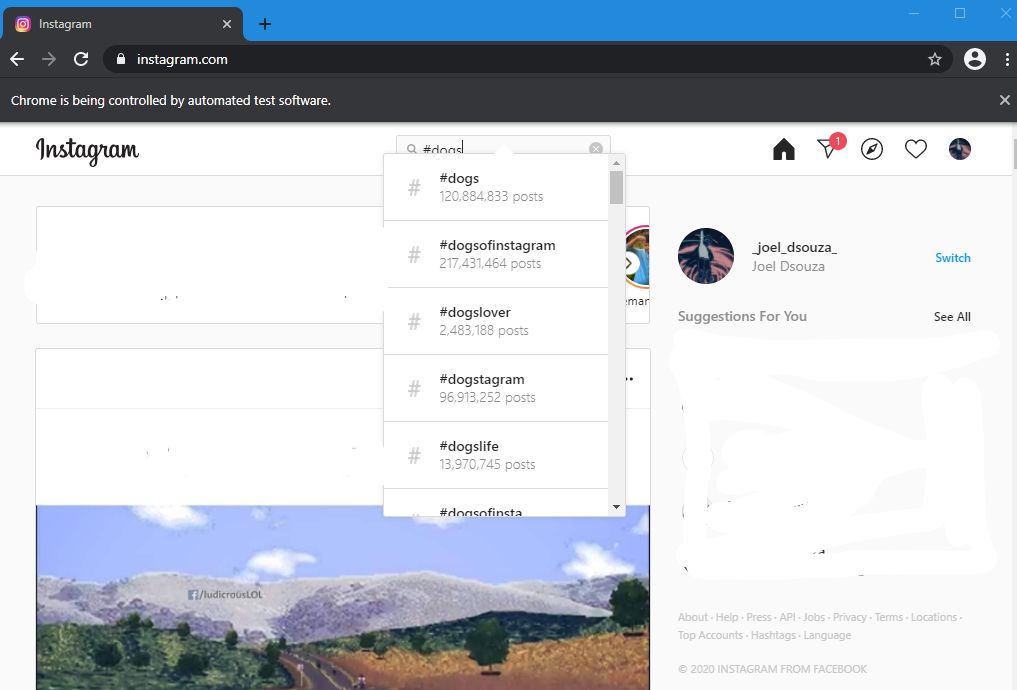 Instagram
instagram.com
Chrome is being controlled by automated test software.
Instagram
#dogs
1
#dogs
120,884,833 posts
#dogsofinstagram
217,431,464 posts
#dogslover
2,483,188 posts
#dogstagram
96,913,252 posts
#dogslife
13,970,745 posts
#dogsofinsta
_joel_dsouza_
Joel Dsouza
Switch
Suggestions For You
See All
/ludicrousLOL
About · Help · Press · API · Jobs · Privacy · Terms · Locations ·
Top Accounts · Hashtags · Language
© 2020 INSTAGRAM FROM FACEBOOK